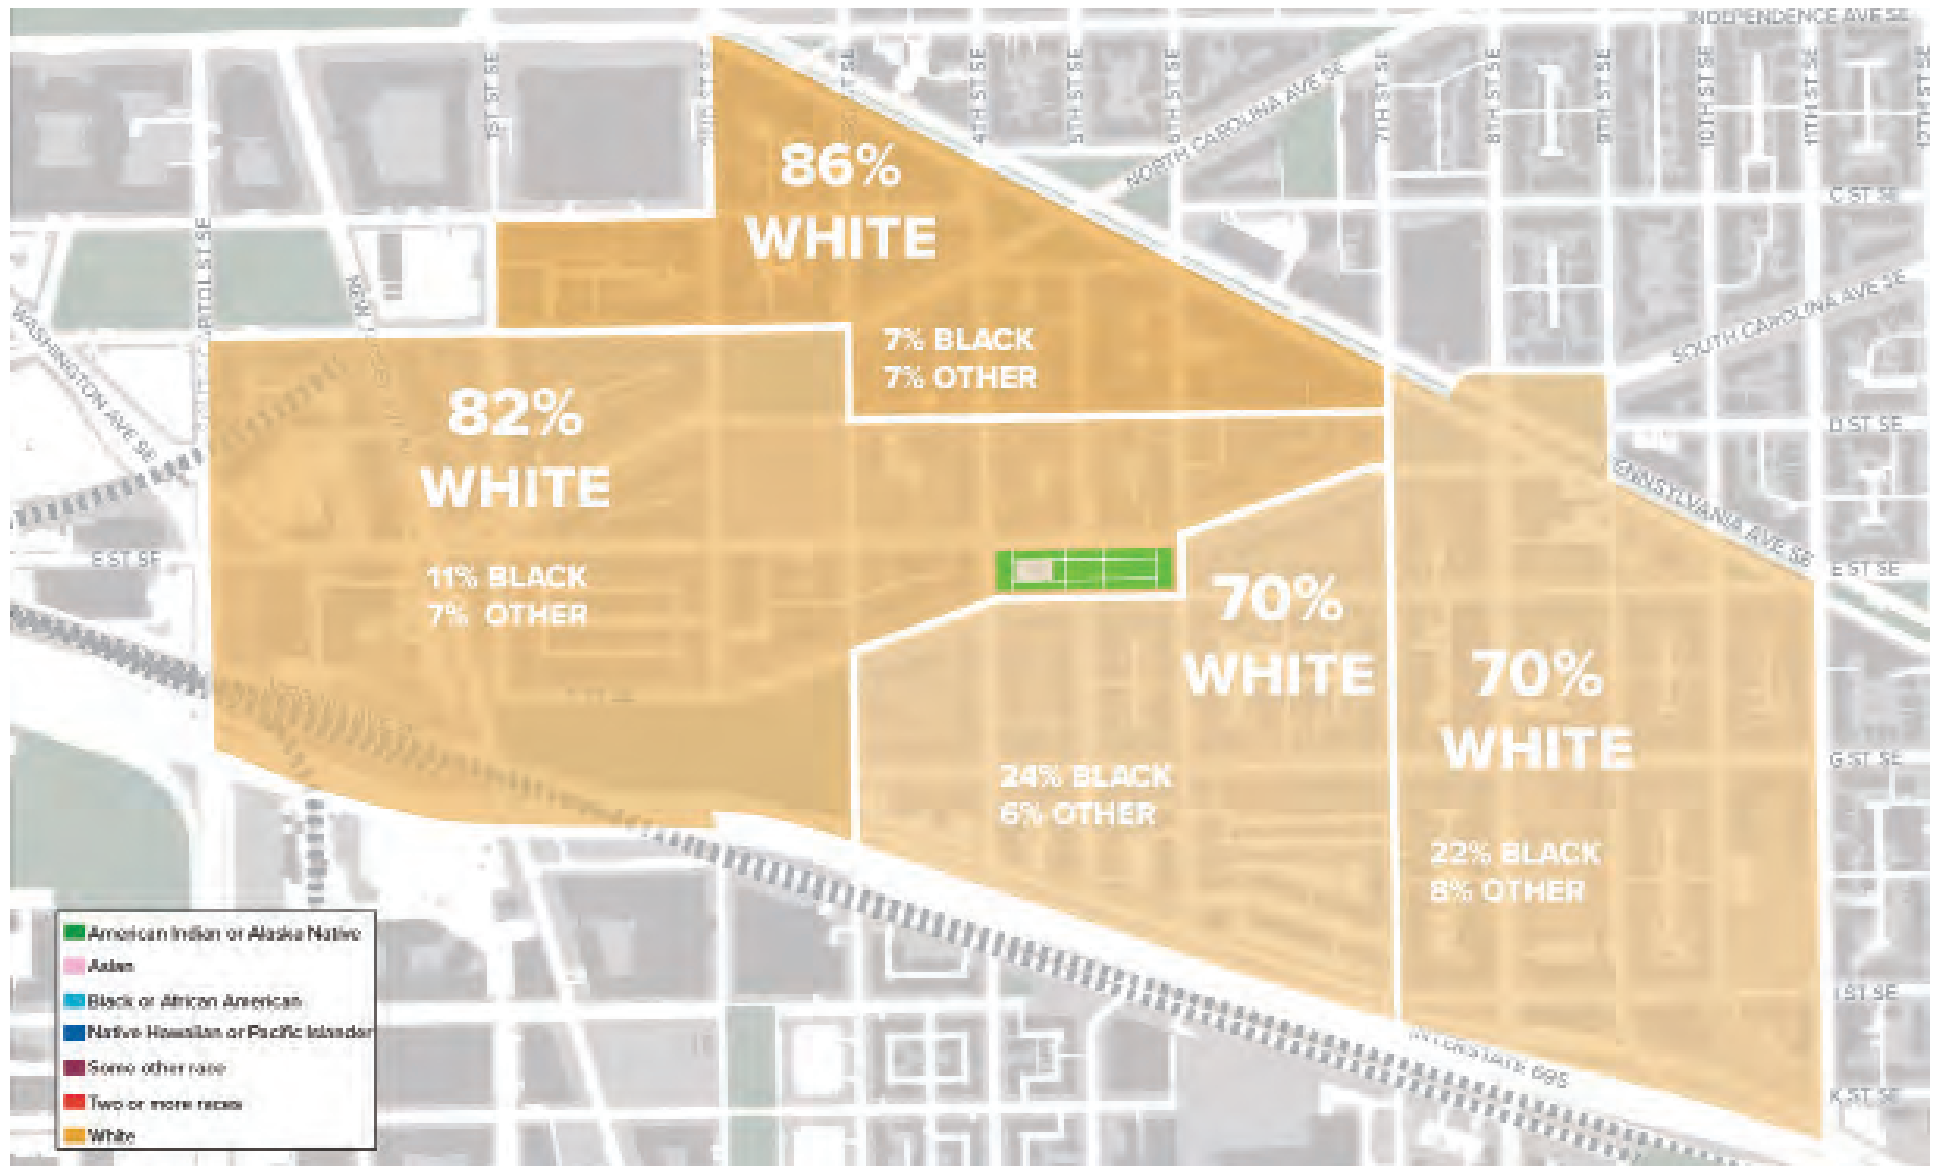 INDEPENDENCE AVE SE
1ST ST SE
2ND ST SE
ST SE
4TH ST SE
5TH ST SE
6TH ST SE
NORTH CAROLINA AVE SE
7TH ST SE
8TH ST SE
9TH ST SE
10TH ST SE
11TH ST SE
12TH ST SE
C ST SE
86%
WHITE
7% BLACK
7% OTHER
SOUTH CAROLINA AVE SE
WASHINGTON AVE SE
NEW
82%
WHITE
11% BLACK
7% OTHER
D ST SE
ENNSYLVANIA AVE SE
E ST SE
E ST SE
70%
WHITE
24% BLACK
6% OTHER
70%
WHITE
22% BLACK
8% OTHER
G ST SE
I ST SE
K ST SE
INTERSTATE 695
American Indian or Alaska Native
Asian
Black or African American
Native Hawaiian or Pacific Islander
Some other race
Two or more races
White